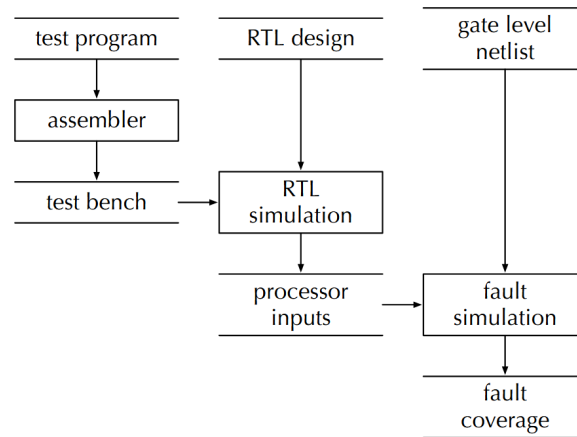 test program
RTL design
gate level
netlist
assembler
test bench
RTL
simulation
processor
inputs
fault
simulation
fault
coverage